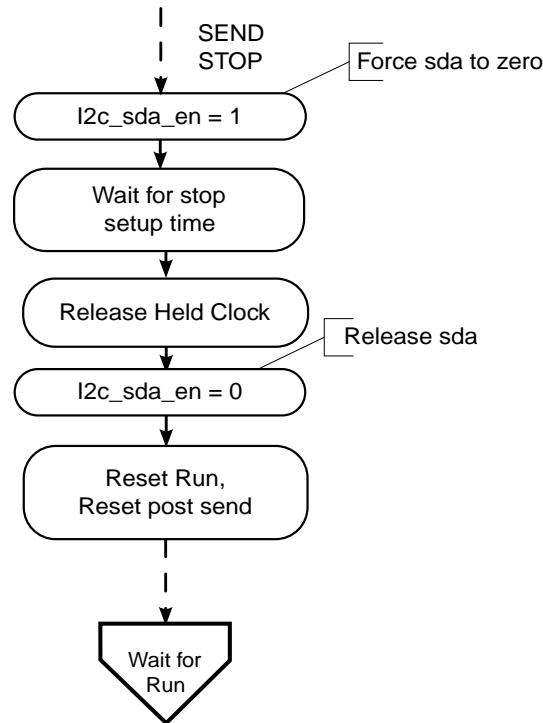 SEND
STOP
Force sda to zero
I2c_sda_en = 1
Wait for stop
setup time
Release Held Clock
Release sda
I2c_sda_en = 0
Reset Run,
Reset post send
Wait for
Run